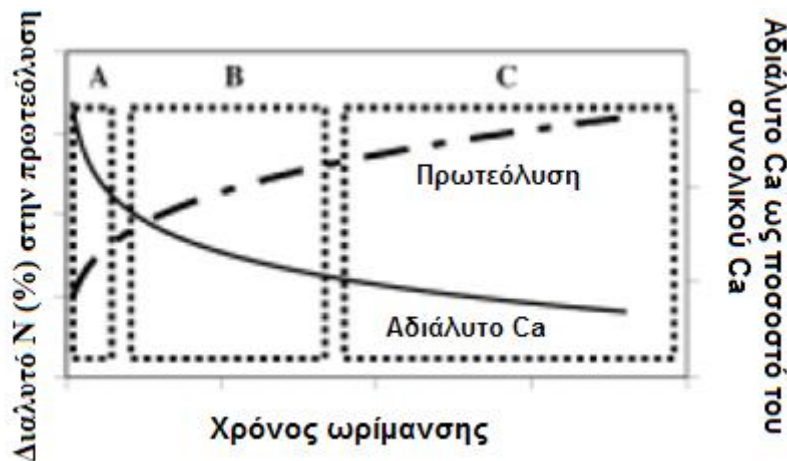 Διαλυτό Ν (%) στην πρωτεόλυση
A
B
C
Πρωτεόλυση
Αδιάλυτο Ca
Χρόνος ωρίμανσης
Αδιάλυτο Ca ως ποσοστό του
συνολικού Ca